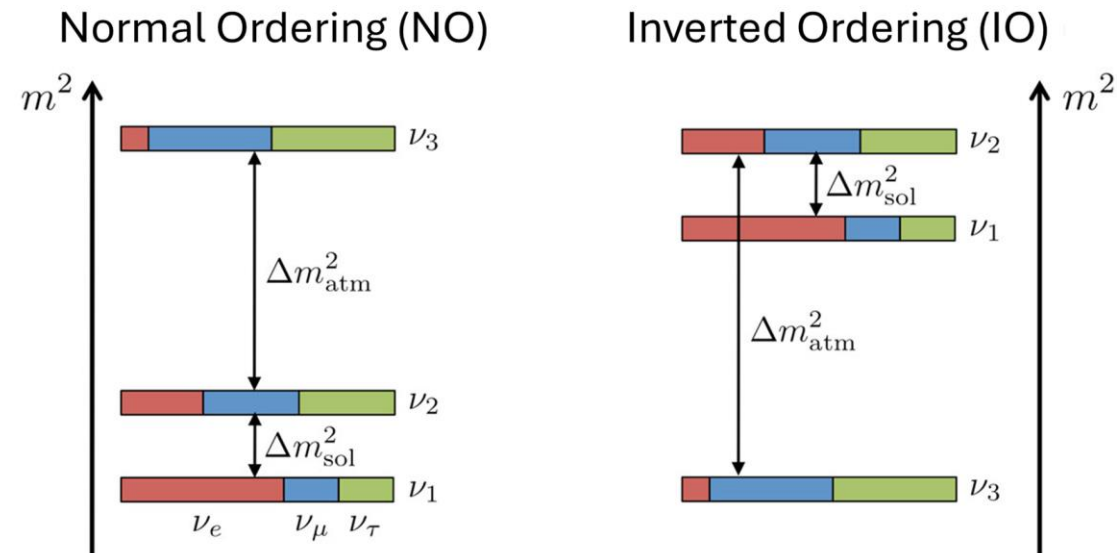 Normal Ordering (NO)
m²
ν₃
Δm²atm
ν₂
Δm²sol
ν₁
νe νμ ντ
Inverted Ordering (IO)
m²
ν₂
Δm²sol
ν₁
Δm²atm
ν₃